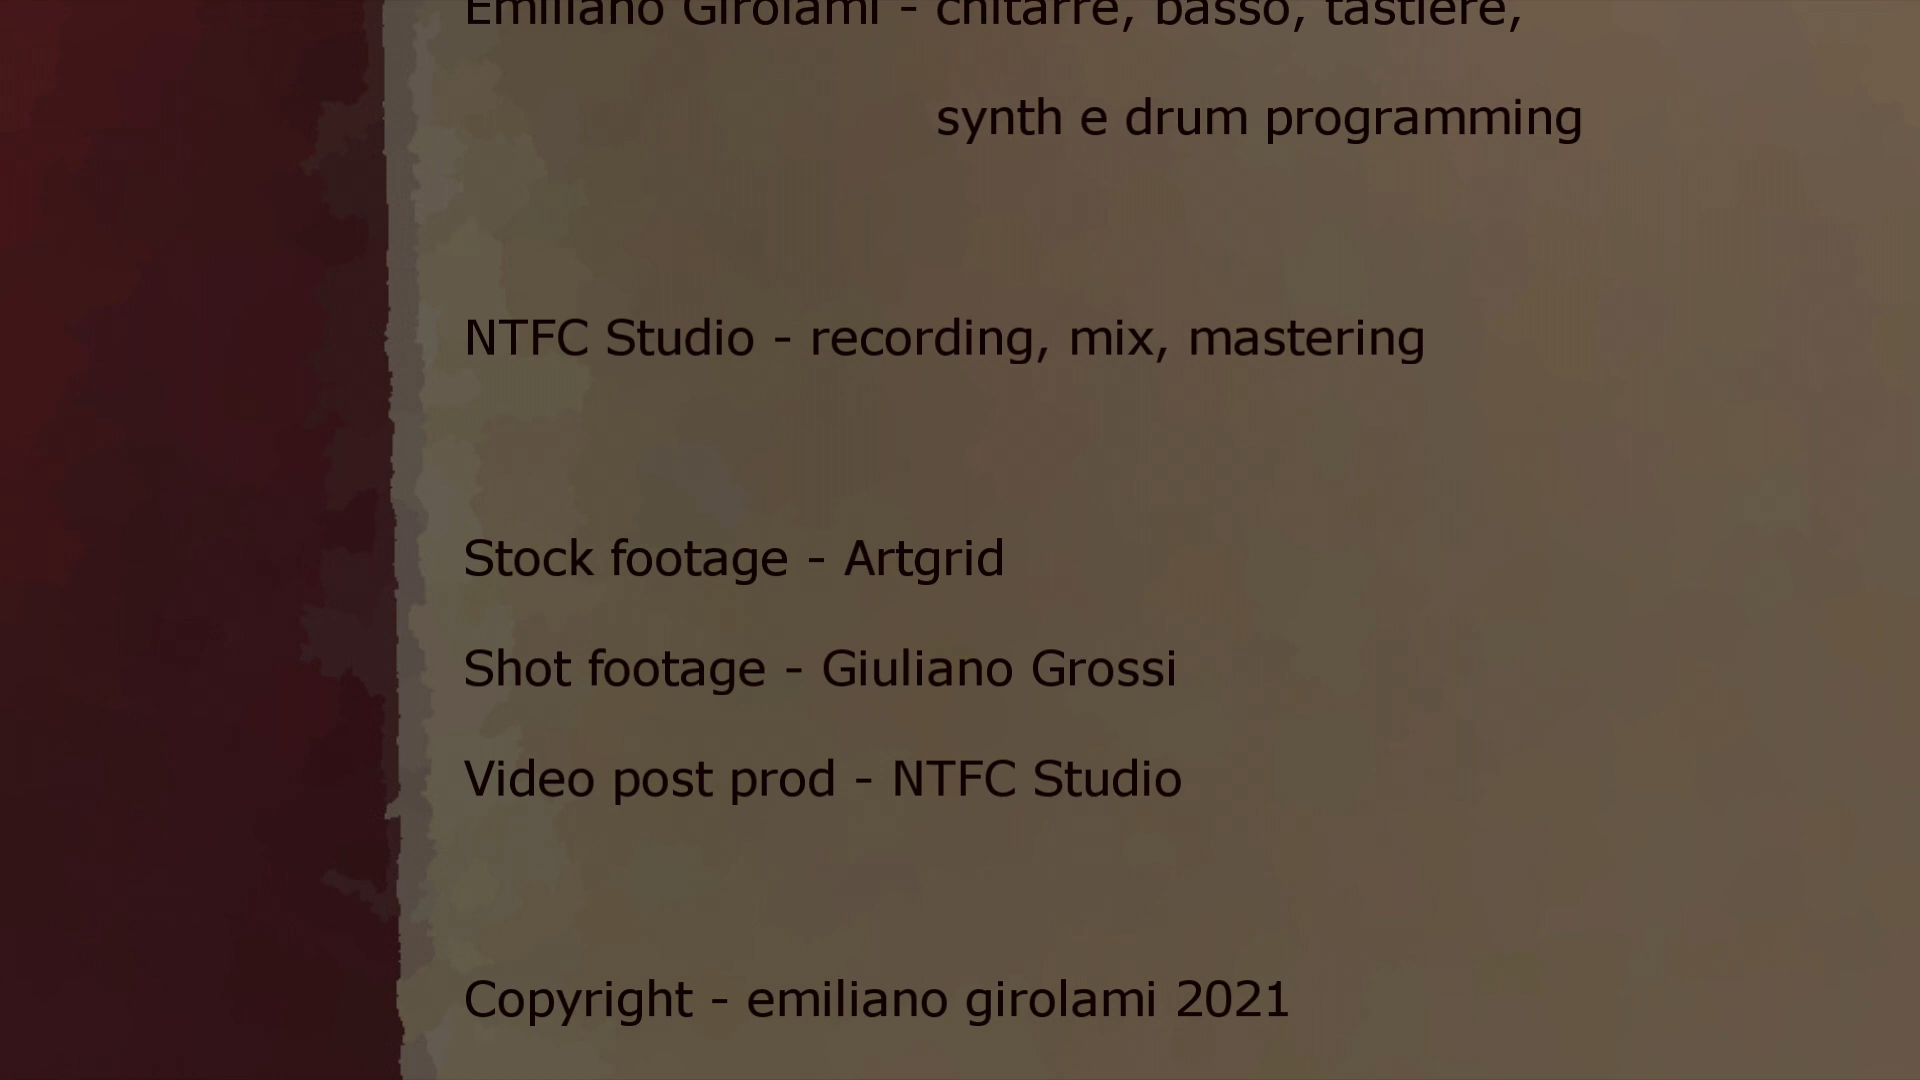 Emiliano Girolami - chitarre, basso, tastiere,
synth e drum programming
NTFC Studio - recording, mix, mastering
Stock footage - Artgrid
Shot footage - Giuliano Grossi
Video post prod - NTFC Studio
Copyright - emiliano girolami 2021